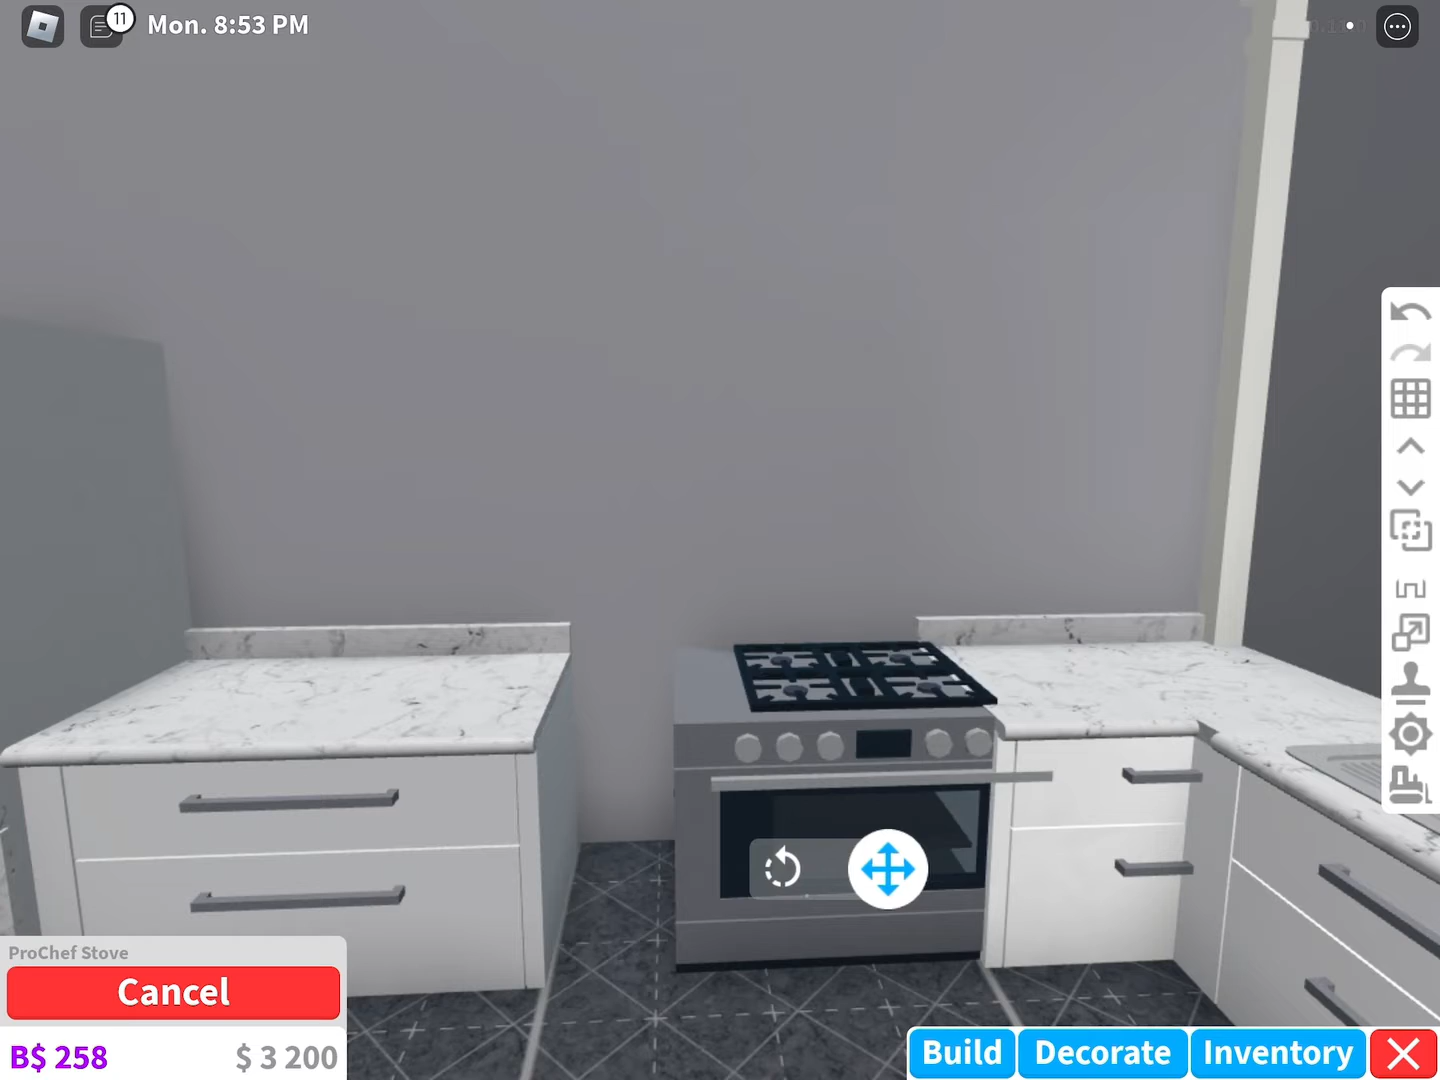 11
Mon. 8:53 PM
ProChef Stove
Cancel
B$ 258
$ 3 200
Build
Decorate
Inventory